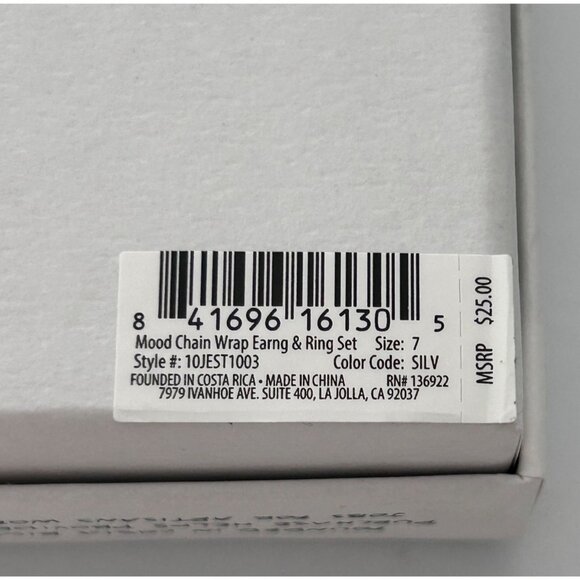 8 41696 16130 5
Mood Chain Wrap Earng & Ring Set Size: 7
Style #: 10JEST1003 Color Code: SILV
FOUNDED IN COSTA RICA • MADE IN CHINA RN# 136922
7979 IVANHOE AVE. SUITE 400, LA JOLLA, CA 92037
MSRP $25.00